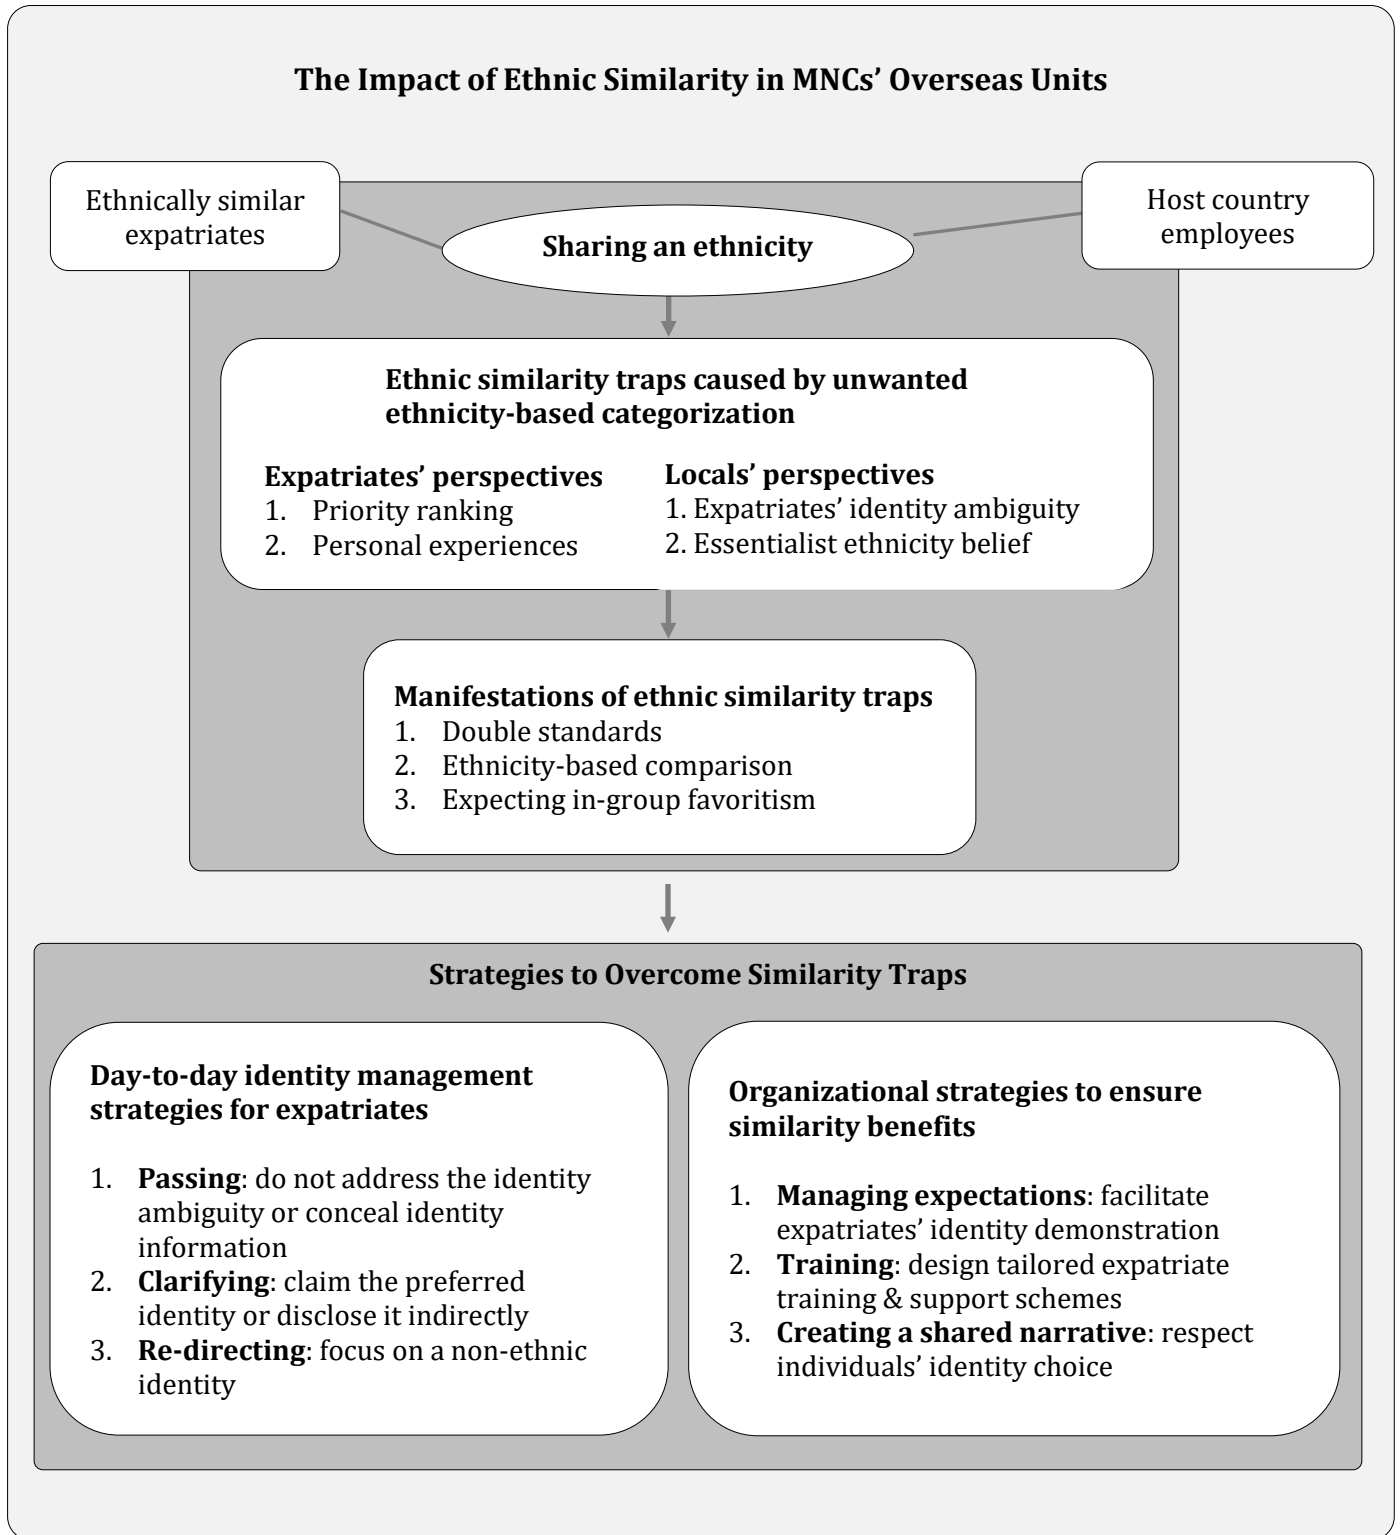 The Impact of Ethnic Similarity in MNCs’ Overseas Units
Ethnically similar
expatriates
Sharing an ethnicity
Host country
employees
Ethnic similarity traps caused by unwanted
ethnicity-based categorization
Expatriates’ perspectives
1. Priority ranking
2. Personal experiences
Locals’ perspectives
1. Expatriates’ identity ambiguity
2. Essentialist ethnicity belief
Manifestations of ethnic similarity traps
1. Double standards
2. Ethnicity-based comparison
3. Expecting in-group favoritism
Strategies to Overcome Similarity Traps
Day-to-day identity management
strategies for expatriates
1. Passing: do not address the identity
ambiguity or conceal identity
information
2. Clarifying: claim the preferred
identity or disclose it indirectly
3. Re-directing: focus on a non-ethnic
identity
Organizational strategies to ensure
similarity benefits
1. Managing expectations: facilitate
expatriates’ identity demonstration
2. Training: design tailored expatriate
training & support schemes
3. Creating a shared narrative: respect
individuals’ identity choice